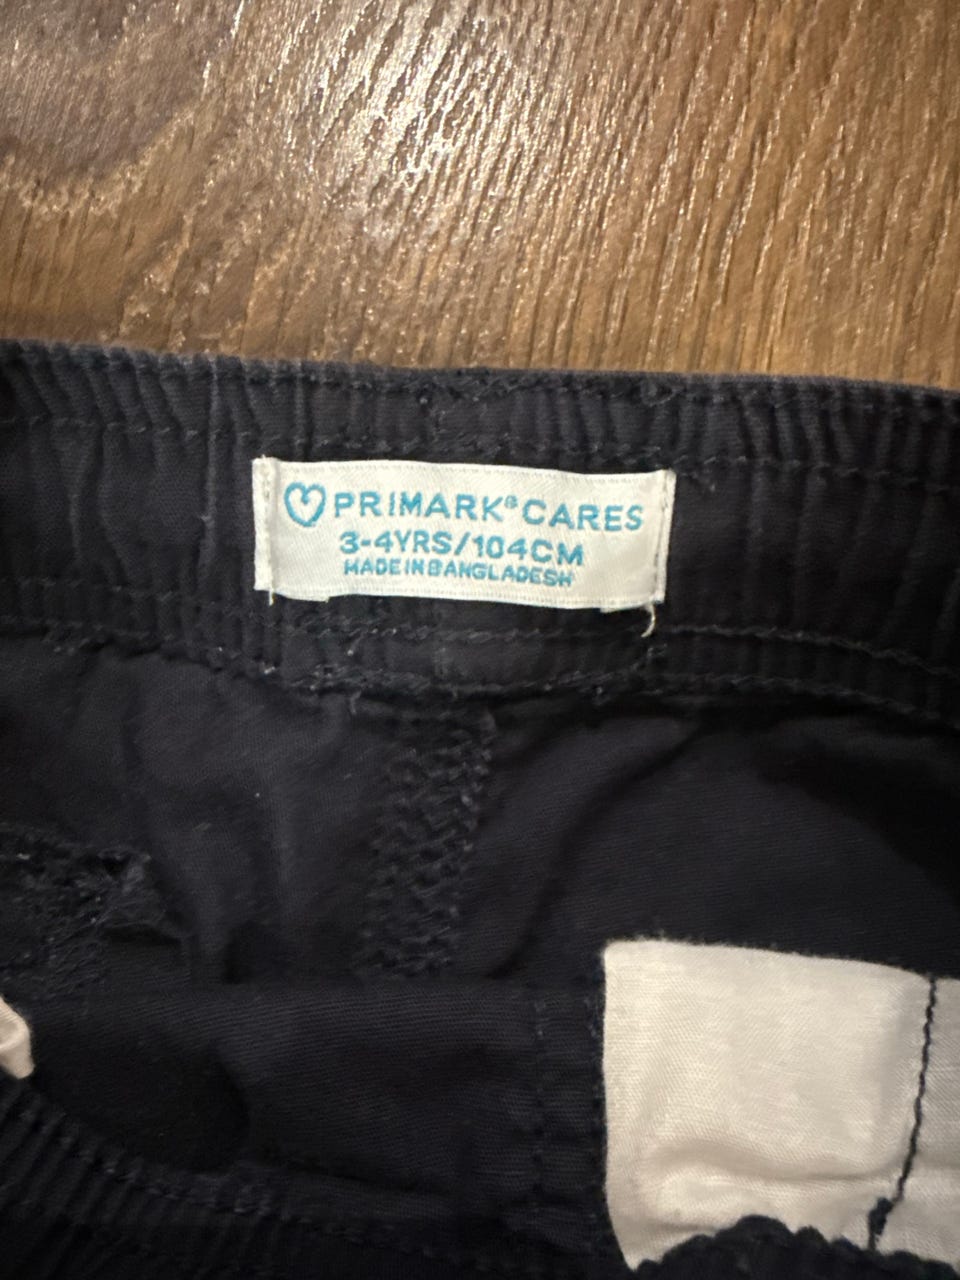 PRIMARK® CARES
3-4YRS/104CM
MADE IN BANGLADESH